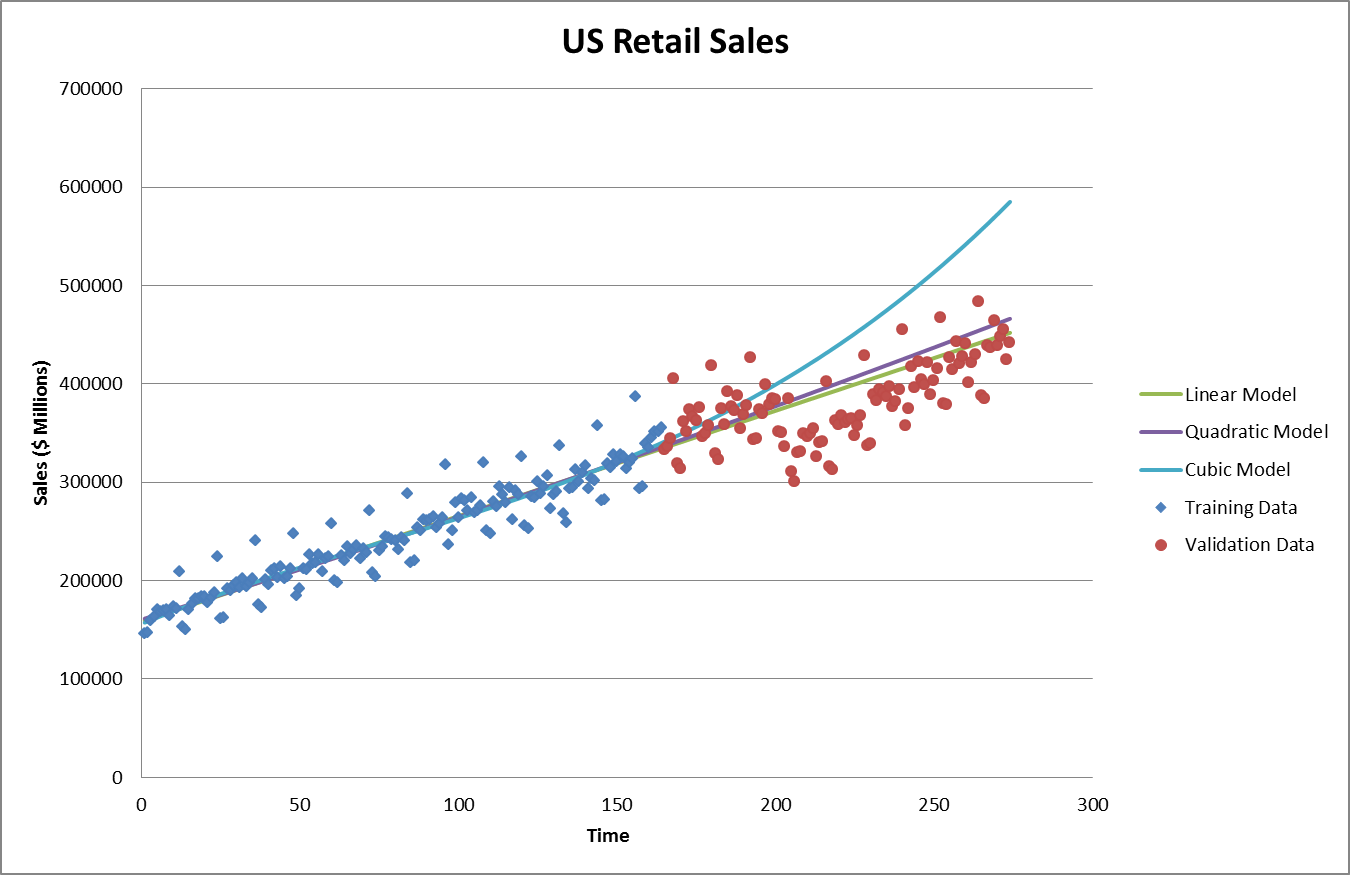 US Retail Sales
700000
600000
500000
400000
300000
200000
100000
0
Sales ($ Millions)
0 50 100 150 200 250 300
Time
Linear Model
Quadratic Model
Cubic Model
Training Data
Validation Data